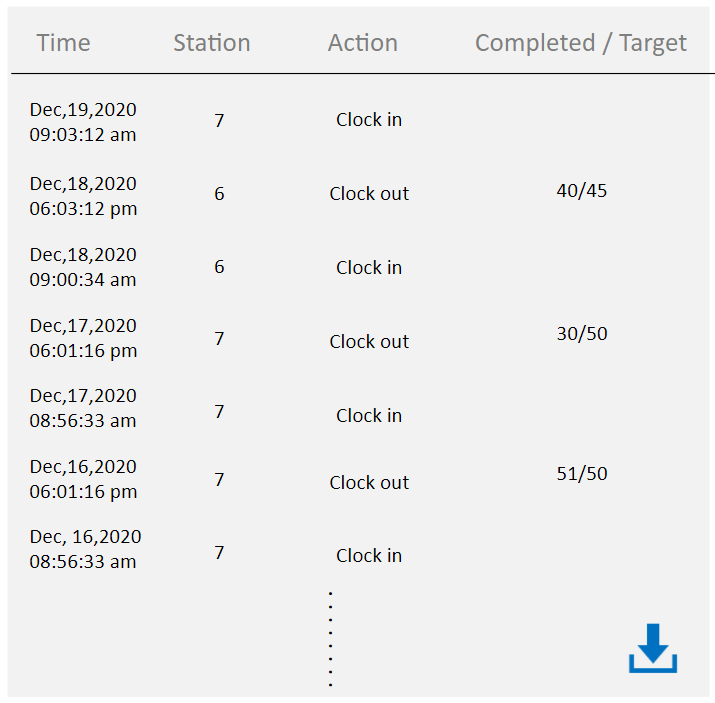 Time Station Action Completed / Target
Dec,19,2020
09:03:12 am 7 Clock in
Dec,18,2020
06:03:12 pm 6 Clock out 40/45
Dec,18,2020
09:00:34 am 6 Clock in
Dec,17,2020
06:01:16 pm 7 Clock out 30/50
Dec,17,2020
08:56:33 am 7 Clock in
Dec,16,2020
06:01:16 pm 7 Clock out 51/50
Dec, 16,2020
08:56:33 am 7 Clock in